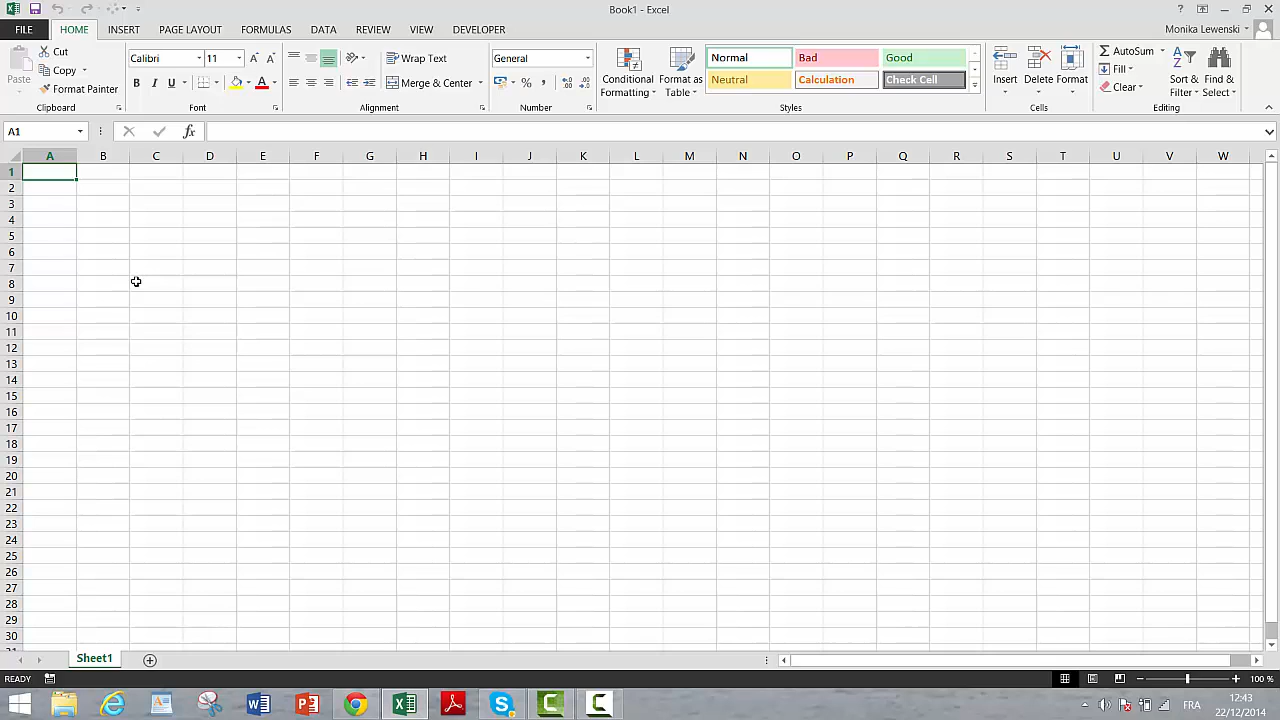 Book1 - Excel
?
FILE HOME INSERT PAGE LAYOUT FORMULAS DATA REVIEW VIEW DEVELOPER
Monika Lewenski
Paste
Cut
Copy
Format Painter
Clipboard
Calibri 11
B I U
Font
Wrap Text
Merge & Center
Alignment
General
%
Number
Conditional Formatting
Format as Table
Normal Bad Good
Neutral Calculation Check Cell
Styles
Insert Delete Format
Cells
AutoSum
Fill
Clear
Sort & Filter
Find & Select
Editing
A1
fx
A B C D E F G H I J K L M N O P Q R S T U V W
1
2
3
4
5
6
7
8
9
10
11
12
13
14
15
16
17
18
19
20
21
22
23
24
25
26
27
28
29
30
Sheet1
READY
100 %
FRA
12:43
22/12/2014